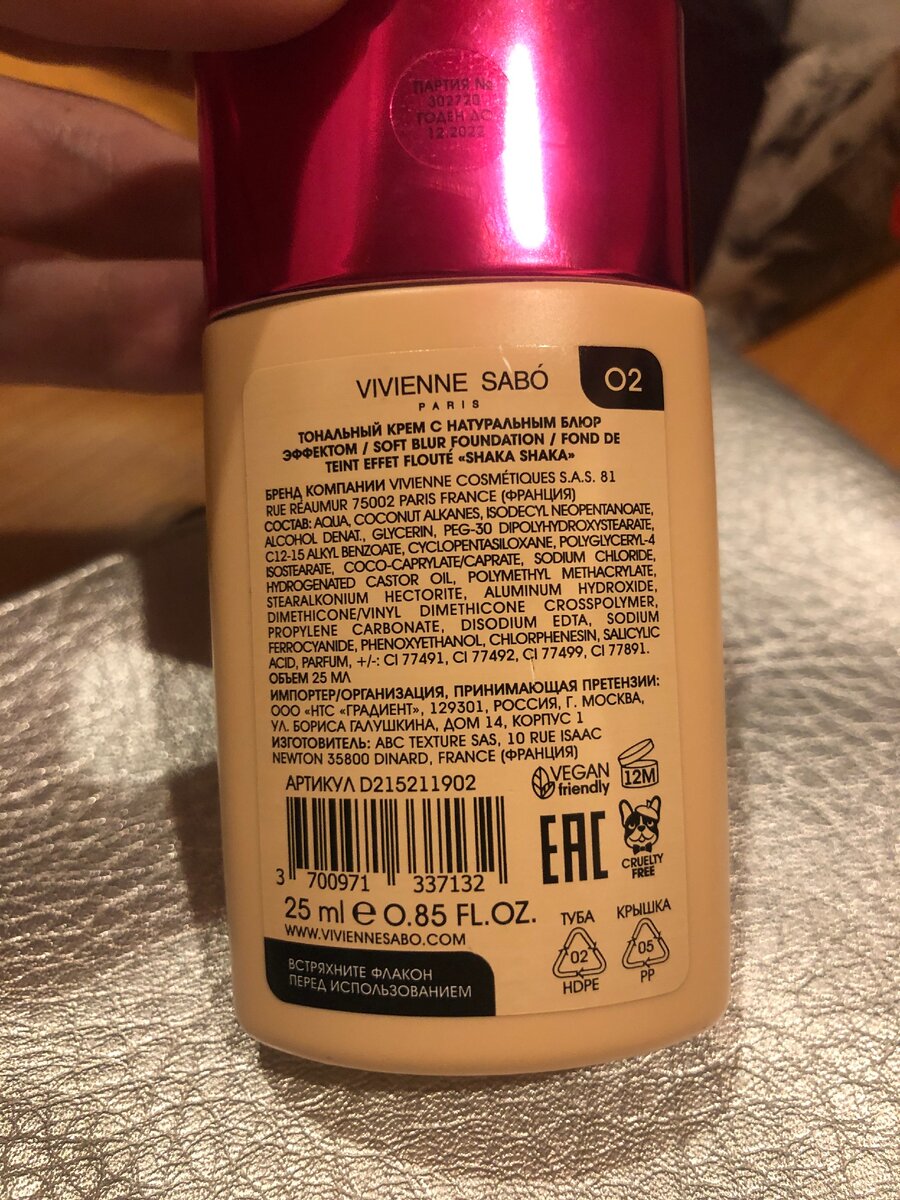 ПАРТИЯ №
302720
ГОДЕН ДО
12.2022
VIVIENNE SABÓ
PARIS
02
ТОНАЛЬНЫЙ КРЕМ С НАТУРАЛЬНЫМ БЛЮР
ЭФФЕКТОМ / SOFT BLUR FOUNDATION / FOND DE
TEINT EFFET FLOUTÉ «SHAKA SHAKA»
БРЕНД КОМПАНИИ VIVIENNE COSMÉTIQUES S.A.S. 81
RUE RÉAUMUR 75002 PARIS FRANCE (ФРАНЦИЯ)
СОСТАВ: AQUA, COCONUT ALKANES, ISODECYL NEOPENTANOATE,
ALCOHOL DENAT., GLYCERIN, PEG-30 DIPOLYHYDROXYSTEARATE,
C12-15 ALKYL BENZOATE, CYCLOPENTASILOXANE, POLYGLYCERYL-4
ISOSTEARATE, COCO-CAPRYLATE/CAPRATE, SODIUM CHLORIDE,
HYDROGENATED CASTOR OIL, POLYMETHYL METHACRYLATE,
STEARALKONIUM HECTORITE, ALUMINUM HYDROXIDE,
DIMETHICONE/VINYL DIMETHICONE CROSSPOLYMER,
PROPYLENE CARBONATE, DISODIUM EDTA, SODIUM
FERROCYANIDE, PHENOXYETHANOL, CHLORPHENESIN, SALICYLIC
ACID, PARFUM, +/-: CI 77491, CI 77492, CI 77499, CI 77891.
ОБЪЕМ 25 МЛ
ИМПОРТЕР/ОРГАНИЗАЦИЯ, ПРИНИМАЮЩАЯ ПРЕТЕНЗИИ:
ООО «НТС «ГРАДИЕНТ», 129301, РОССИЯ, Г. МОСКВА,
УЛ. БОРИСА ГАЛУШКИНА, ДОМ 14, КОРПУС 1
ИЗГОТОВИТЕЛЬ: ABC TEXTURE SAS, 10 RUE ISAAC
NEWTON 35800 DINARD, FRANCE (ФРАНЦИЯ)
АРТИКУЛ D215211902
VEGAN
friendly
12M
3 700971 337132
EAC
CRUELTY
FREE
25 ml e 0.85 FL.OZ.
WWW.VIVIENNESABO.COM
ТУБА
02
HDPE
КРЫШКА
05
PP
ВСТРЯХНИТЕ ФЛАКОН
ПЕРЕД ИСПОЛЬЗОВАНИЕМ